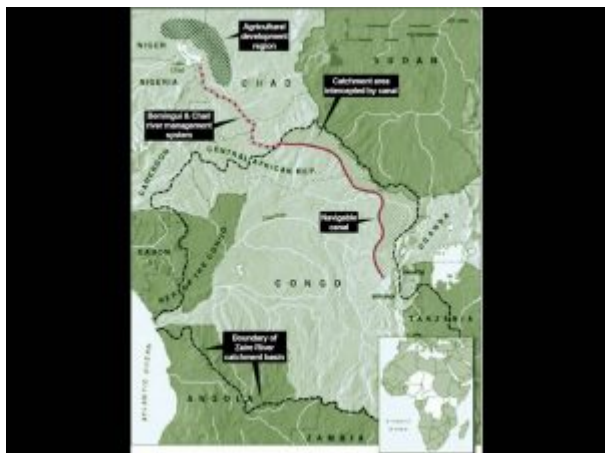 Agricultural
development
region
NIGER
NIGERIA
CHAD
SUDAN
Catchment area
intercepted by canal
Bamingui & Chari
river management
system
CAMEROON
CENTRAL AFRICAN REP.
Navigable
canal
UGANDA
GABON
REP. OF THE CONGO
CONGO
TANZANIA
Boundary of
Zaire River
catchment basin
ATLANTIC OCEAN
ANGOLA
ZAMBIA